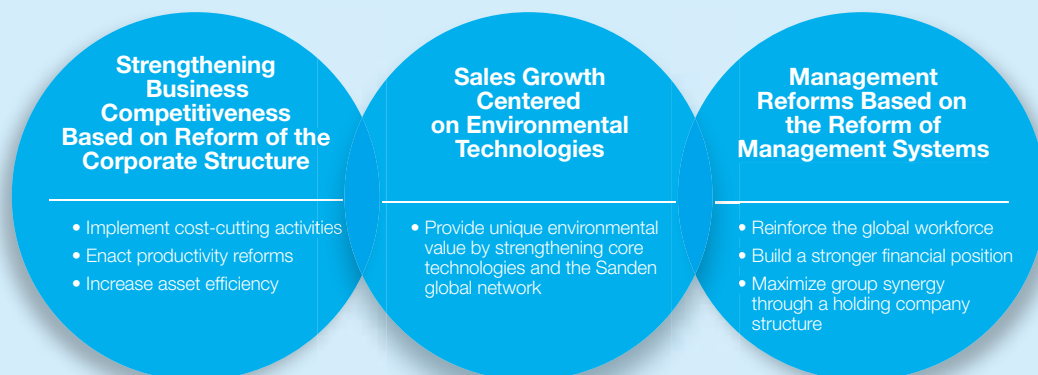 Strengthening
Business
Competitiveness
Based on Reform of the
Corporate Structure
• Implement cost-cutting activities
• Enact productivity reforms
• Increase asset efficiency
Sales Growth
Centered
on Environmental
Technologies
• Provide unique environmental
value by strengthening core
technologies and the Sanden
global network
Management
Reforms Based on
the Reform of
Management Systems
• Reinforce the global workforce
• Build a stronger financial position
• Maximize group synergy
through a holding company
structure